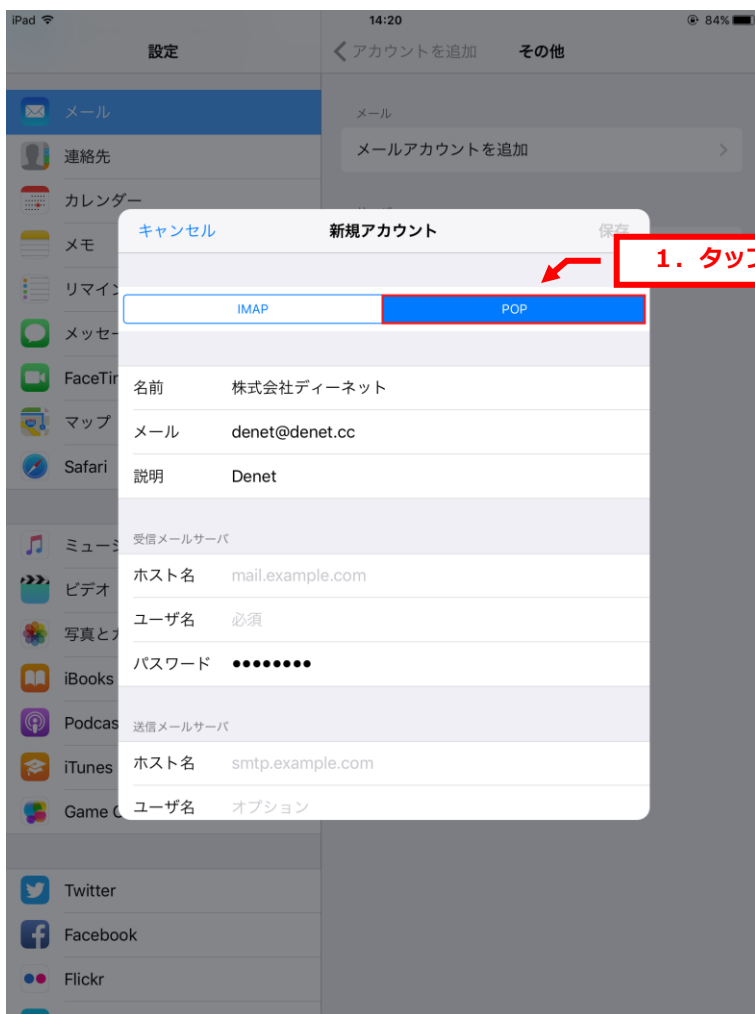 iPad 14:20 84%
設定
アカウントを追加 その他
メール
連絡先
カレンダー
メモ
リマイン
メッセー
FaceTir
マップ
Safari
ミュージ
ビデオ
写真とカ
iBooks
Podcas
iTunes
Game C
Twitter
Facebook
Flickr
メール
メールアカウントを追加
キャンセル 新規アカウント 保存
1．タップ
IMAP POP
名前 株式会社ディーネット
メール denet@denet.cc
説明 Denet
受信メールサーバ
ホスト名 mail.example.com
ユーザ名 必須
パスワード ●●●●●●●●
送信メールサーバ
ホスト名 smtp.example.com
ユーザ名 オプション